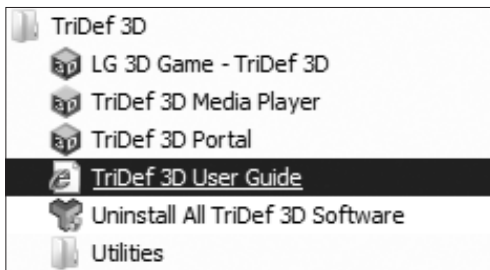 TriDef 3D
LG 3D Game - TriDef 3D
TriDef 3D Media Player
TriDef 3D Portal
TriDef 3D User Guide
Uninstall All TriDef 3D Software
Utilities